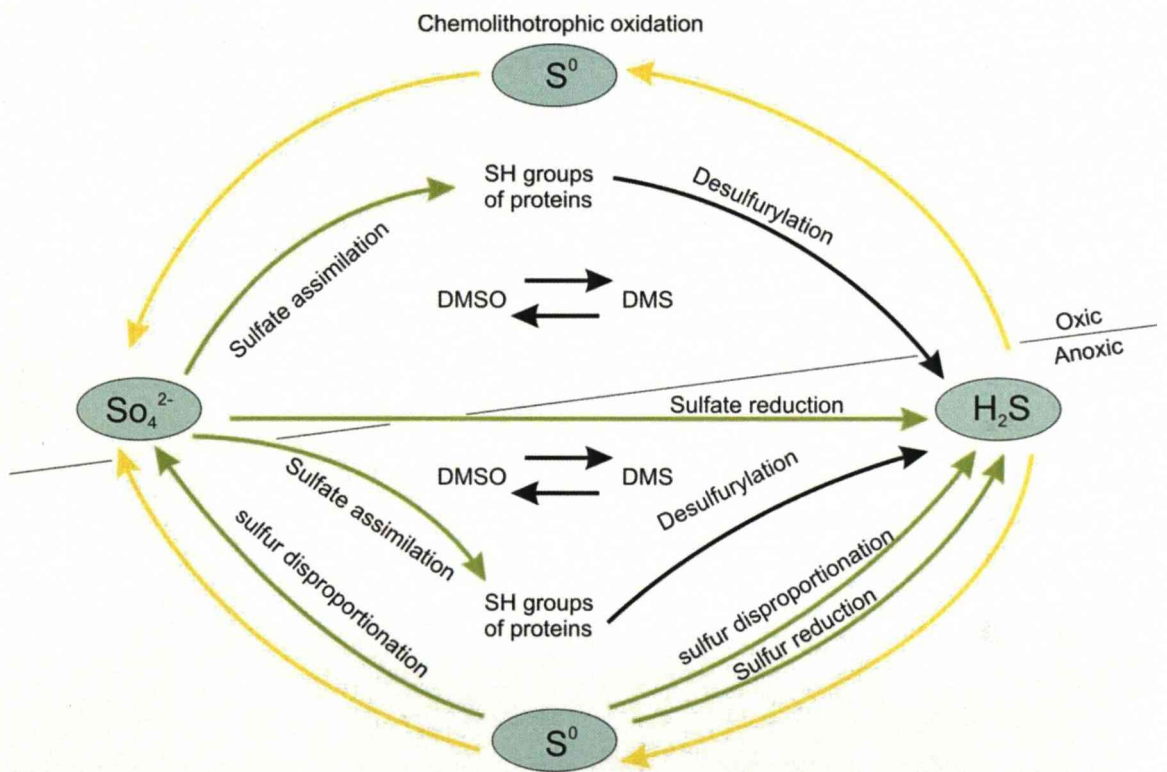 Chemolithotrophic oxidation
S⁰
SH groups
of proteins
Desulfurylation
Sulfate assimilation
DMSO
DMS
Oxic
Anoxic
So₄²⁻
Sulfate reduction
H₂S
DMSO
DMS
Sulfate assimilation
Desulfurylation
sulfur disproportionation
SH groups
of proteins
sulfur disproportionation
Sulfur reduction
S⁰